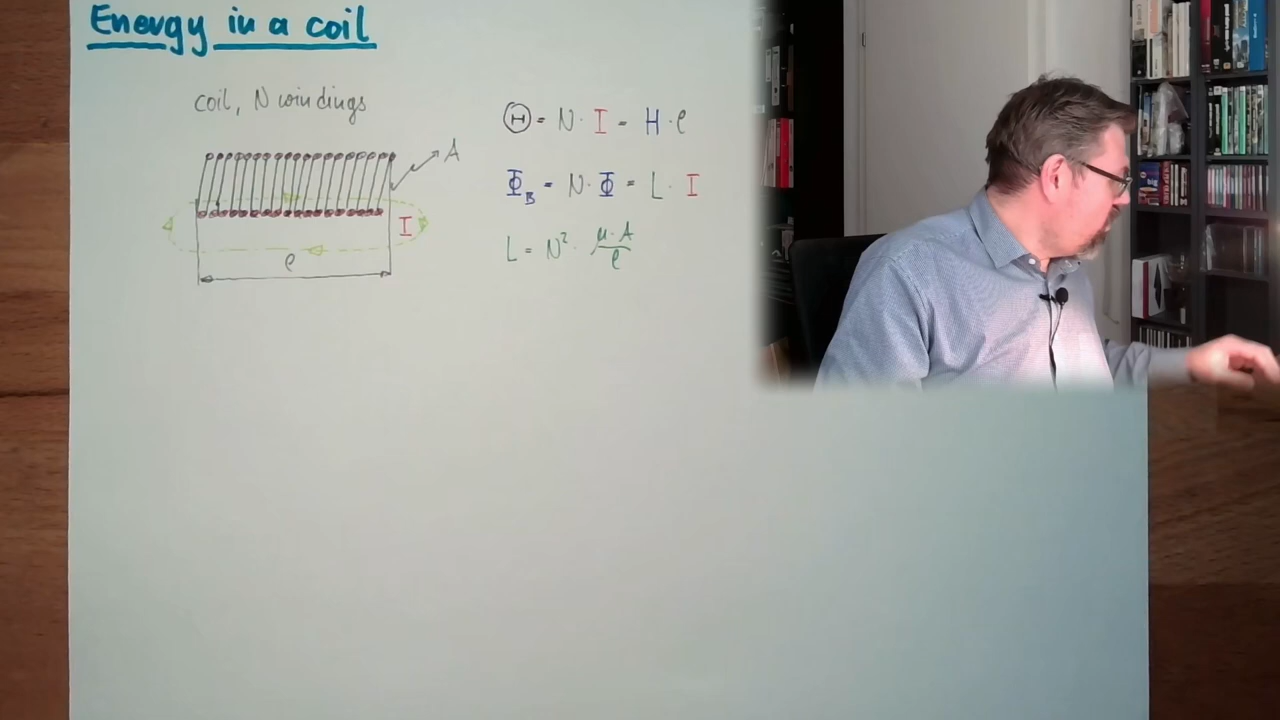 Energy in a coil
coil, N windings
A
I
ℓ
Θ = N · I = H · ℓ
Φ_B = N · Φ = L · I
L = N² · μ · A / ℓ